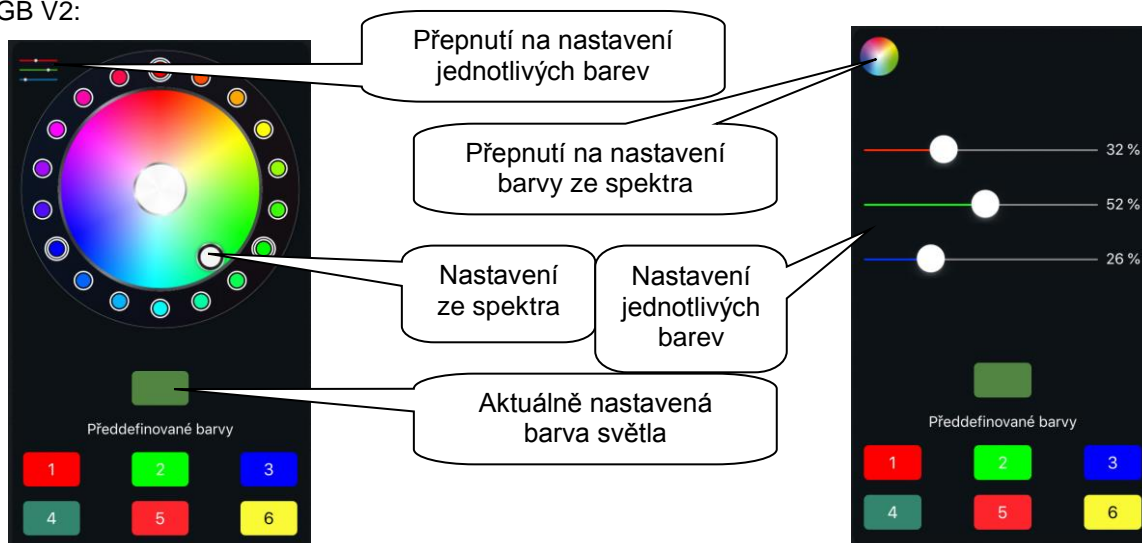 GB V2:
Přepnutí na nastavení
jednotlivých barev
Přepnutí na nastavení
barvy ze spektra
Nastavení
ze spektra
Nastavení
jednotlivých
barev
Aktuálně nastavená
barva světla
Předdefinované barvy
1 2 3
4 5 6
32 %
52 %
26 %
Předdefinované barvy
1 2 3
4 5 6